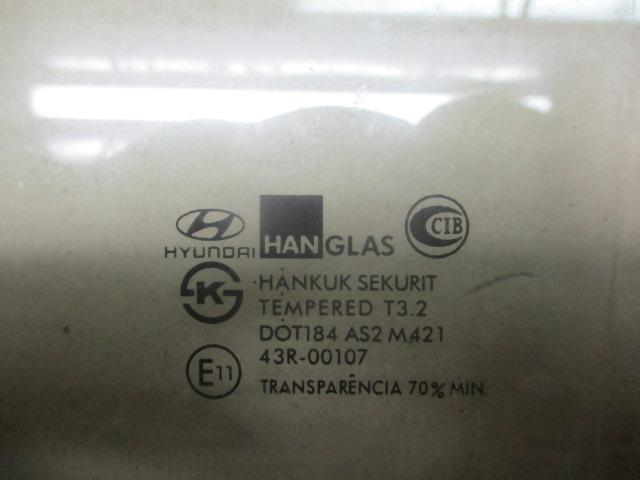 HYUNDAI HANGLAS CIB
HANKUK SEKURIT
TEMPERED T3.2
DOT184 AS2 M421
43R-00107
E11
TRANSPARÊNCIA 70% MIN.